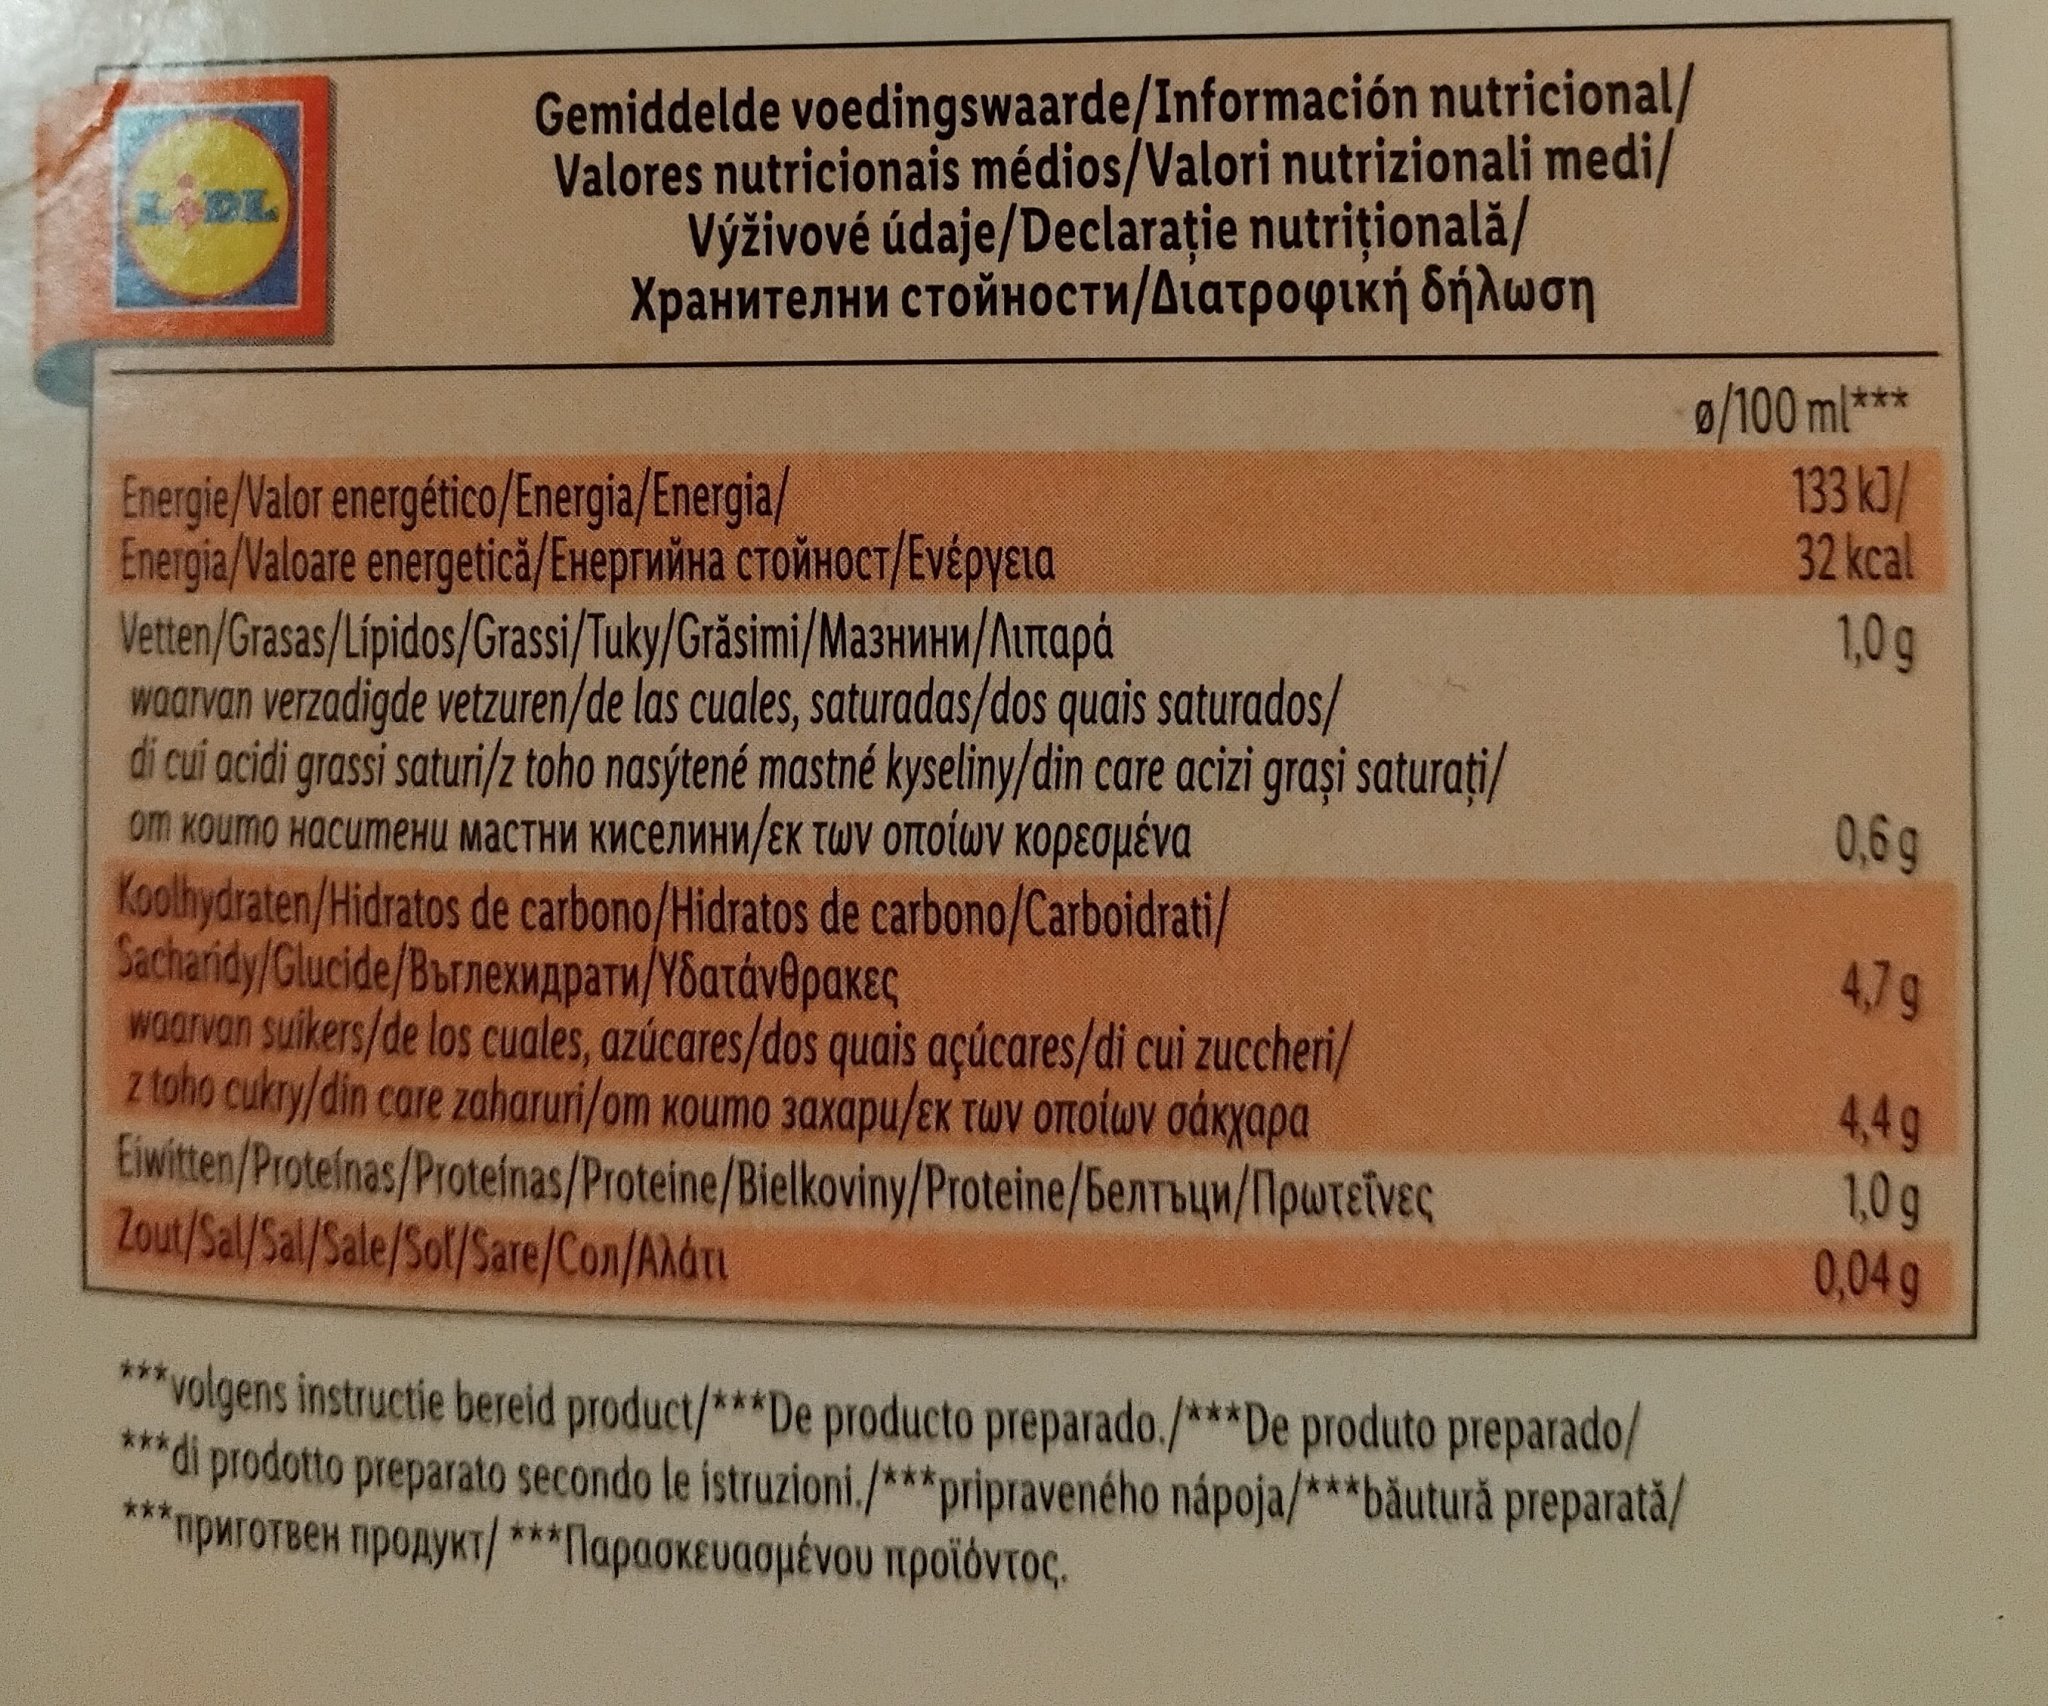 LIDL
Gemiddelde voedingswaarde/Información nutricional/
Valores nutricionais médios/Valori nutrizionali medi/
Výživové údaje/Declarație nutrițională/
Хранителни стойности/Διατροφική δήλωση
ø/100 ml***
Energie/Valor energético/Energia/Energia/ 133 kJ/
Energia/Valoare energetică/Енергийна стойност/Ενέργεια 32 kcal
Vetten/Grasas/Lípidos/Grassi/Tuky/Grăsimi/Мазнини/Λιπαρά 1,0 g
waarvan verzadigde vetzuren/de las cuales, saturadas/dos quais saturados/
di cui acidi grassi saturi/z toho nasýtené mastné kyseliny/din care acizi grași saturați/
от които наситени мастни киселини/εκ των οποίων κορεσμένα 0,6 g
Koolhydraten/Hidratos de carbono/Hidratos de carbono/Carboidrati/
Sacharidy/Glucide/Въглехидрати/Υδατάνθρακες 4,7 g
waarvan suikers/de los cuales, azúcares/dos quais açúcares/di cui zuccheri/
z toho cukry/din care zaharuri/от които захари/εκ των οποίων σάκχαρα 4,4 g
Eiwitten/Proteínas/Proteínas/Proteine/Bielkoviny/Proteine/Белтъци/Πρωτεΐνες 1,0 g
Zout/Sal/Sal/Sale/Soľ/Sare/Сол/Αλάτι 0,04 g
***volgens instructie bereid product/***De producto preparado./***De produto preparado/
***di prodotto preparato secondo le istruzioni./***pripraveného nápoja/***băutură preparată/
***приготвен продукт/ ***Παρασκευασμένου προϊόντος.